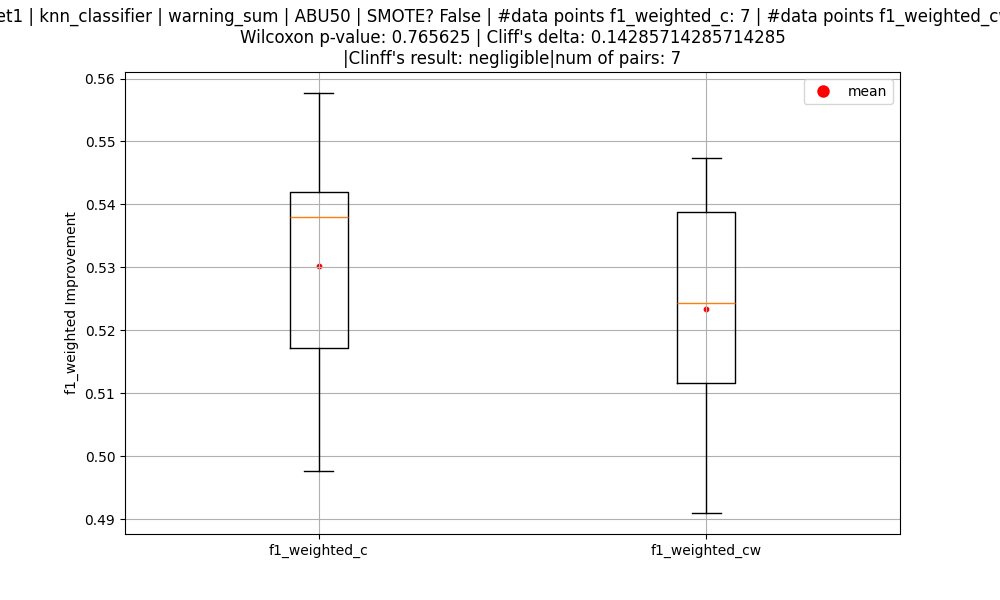 et1 | knn_classifier | warning_sum | ABU50 | SMOTE? False | #data points f1_weighted_c: 7 | #data points f1_weighted_c
Wilcoxon p-value: 0.765625 | Cliff's delta: 0.14285714285714285
|Clinff's result: negligible|num of pairs: 7
mean
0.56
0.55
0.54
0.53
0.52
0.51
0.50
0.49
f1_weighted Improvement
f1_weighted_c
f1_weighted_cw